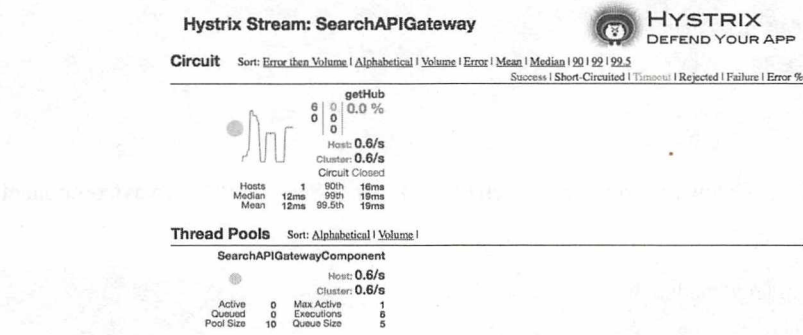 Hystrix Stream: SearchAPIGateway
HYSTRIX
DEFEND YOUR APP
Circuit Sort: Error then Volume | Alphabetical | Volume | Error | Mean | Median | 90 | 99 | 99.5
Success | Short-Circuited | Timeout | Rejected | Failure | Error %
getHub
6 0 0.0 %
0 0
0
Host: 0.6/s
Cluster: 0.6/s
Circuit Closed
Hosts 1 90th 16ms
Median 12ms 99th 19ms
Mean 12ms 99.5th 19ms
Thread Pools Sort: Alphabetical | Volume |
SearchAPIGatewayComponent
Host: 0.6/s
Cluster: 0.6/s
Active 0 Max Active 1
Queued 0 Executions 6
Pool Size 10 Queue Size 5